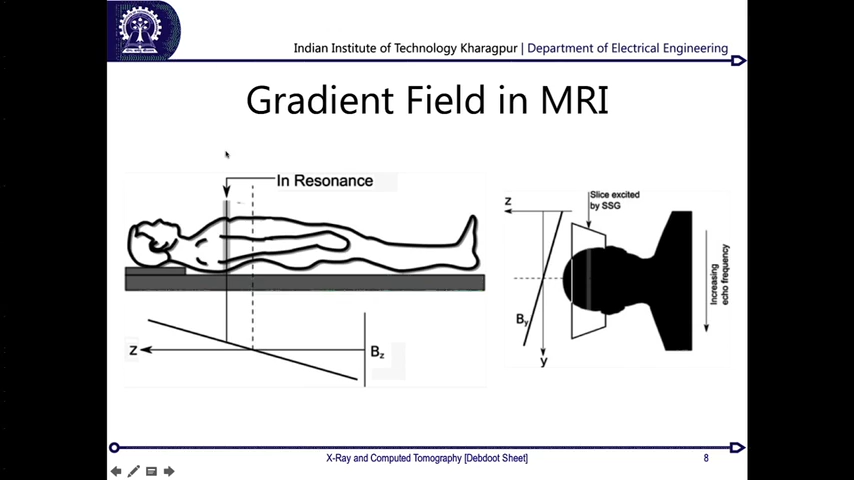 Indian Institute of Technology Kharagpur | Department of Electrical Engineering
Gradient Field in MRI
In Resonance
Z
Bz
Slice excited
by SSG
Z
By
y
Increasing
echo frequency
X-Ray and Computed Tomography [Debdoot Sheet]
8